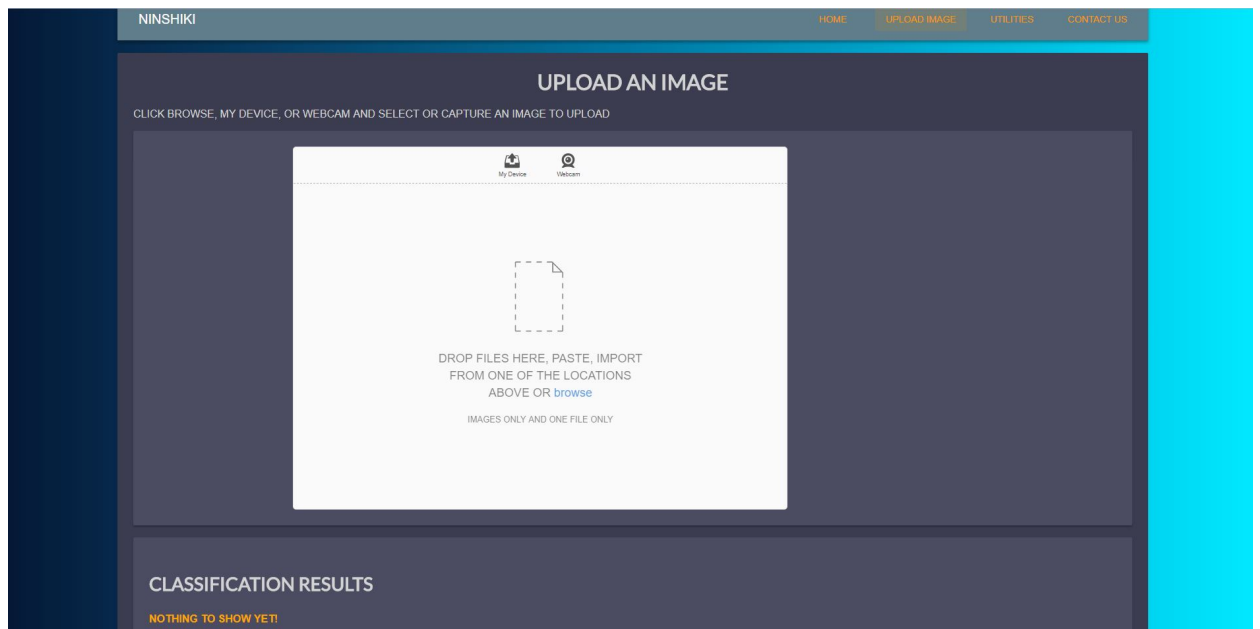 NINSHIKI
HOME UPLOAD IMAGE UTILITIES CONTACT US
UPLOAD AN IMAGE
CLICK BROWSE, MY DEVICE, OR WEBCAM AND SELECT OR CAPTURE AN IMAGE TO UPLOAD
My Device Webcam
DROP FILES HERE, PASTE, IMPORT
FROM ONE OF THE LOCATIONS
ABOVE OR browse
IMAGES ONLY AND ONE FILE ONLY
CLASSIFICATION RESULTS
NOTHING TO SHOW YET!